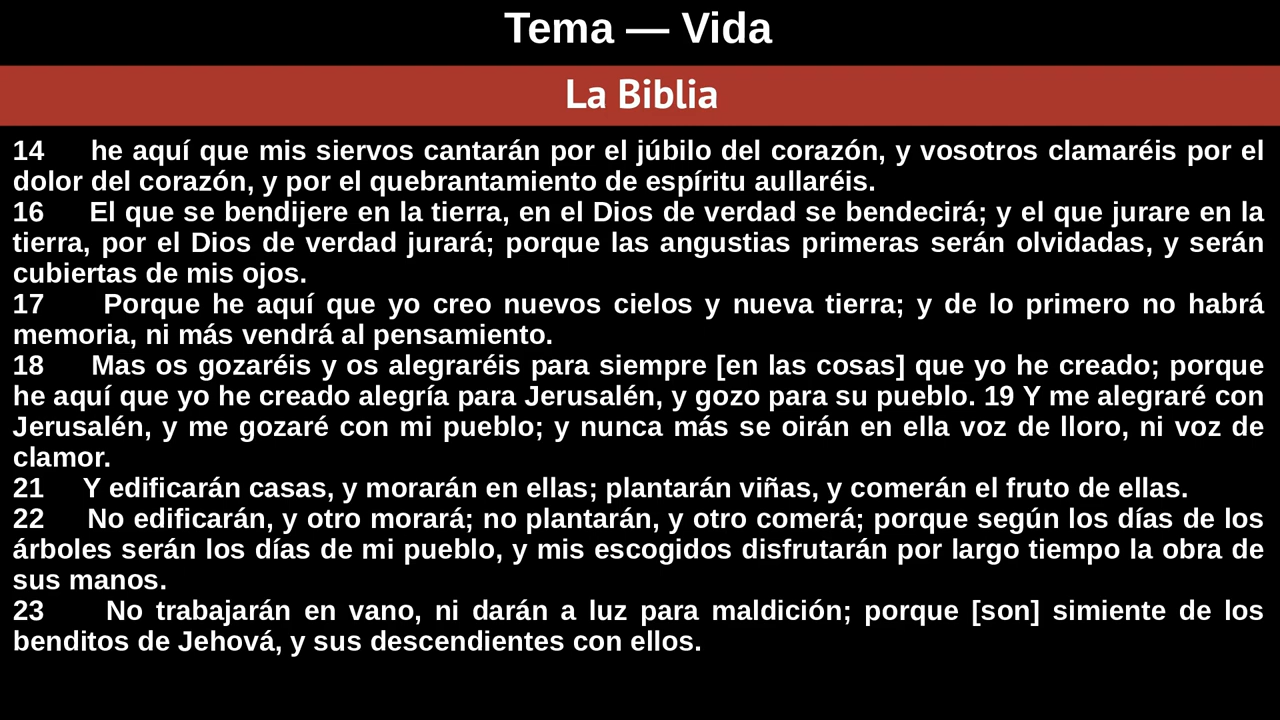 Tema — Vida
La Biblia
14 he aquí que mis siervos cantarán por el júbilo del corazón, y vosotros clamaréis por el
dolor del corazón, y por el quebrantamiento de espíritu aullaréis.
16 El que se bendijere en la tierra, en el Dios de verdad se bendecirá; y el que jurare en la
tierra, por el Dios de verdad jurará; porque las angustias primeras serán olvidadas, y serán
cubiertas de mis ojos.
17 Porque he aquí que yo creo nuevos cielos y nueva tierra; y de lo primero no habrá
memoria, ni más vendrá al pensamiento.
18 Mas os gozaréis y os alegraréis para siempre [en las cosas] que yo he creado; porque
he aquí que yo he creado alegría para Jerusalén, y gozo para su pueblo. 19 Y me alegraré con
Jerusalén, y me gozaré con mi pueblo; y nunca más se oirán en ella voz de lloro, ni voz de
clamor.
21 Y edificarán casas, y morarán en ellas; plantarán viñas, y comerán el fruto de ellas.
22 No edificarán, y otro morará; no plantarán, y otro comerá; porque según los días de los
árboles serán los días de mi pueblo, y mis escogidos disfrutarán por largo tiempo la obra de
sus manos.
23 No trabajarán en vano, ni darán a luz para maldición; porque [son] simiente de los
benditos de Jehová, y sus descendientes con ellos.